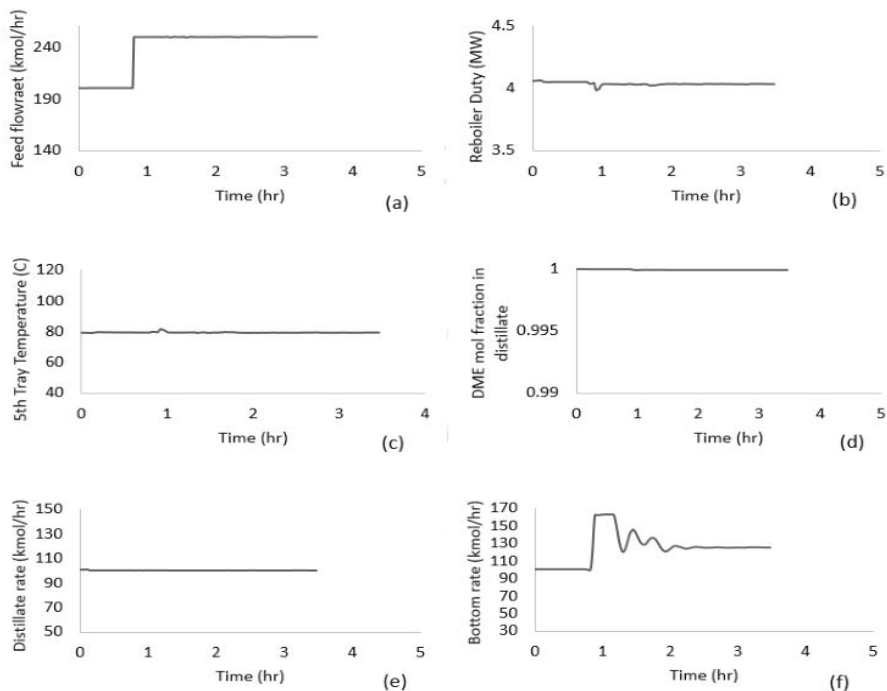 Feed flowraet (kmol/hr)
240
190
140
0 1 2 3 4 5
Time (hr)
(a)
Reboiler Duty (MW)
4.5
4
3.5
0 1 2 3 4 5
Time (hr)
(b)
5th Tray Temperature (C)
120
100
80
60
40
0 1 2 3 4
Time (hr)
(c)
DME mol fraction in
distillate
1
0.995
0.99
0 1 2 3 4 5
Time (hr)
(d)
Distillate rate (kmol/hr)
150
130
110
90
70
50
0 1 2 3 4 5
Time (hr)
(e)
Bottom rate (kmol/hr)
170
150
130
110
90
70
50
30
0 1 2 3 4 5
Time (hr)
(f)